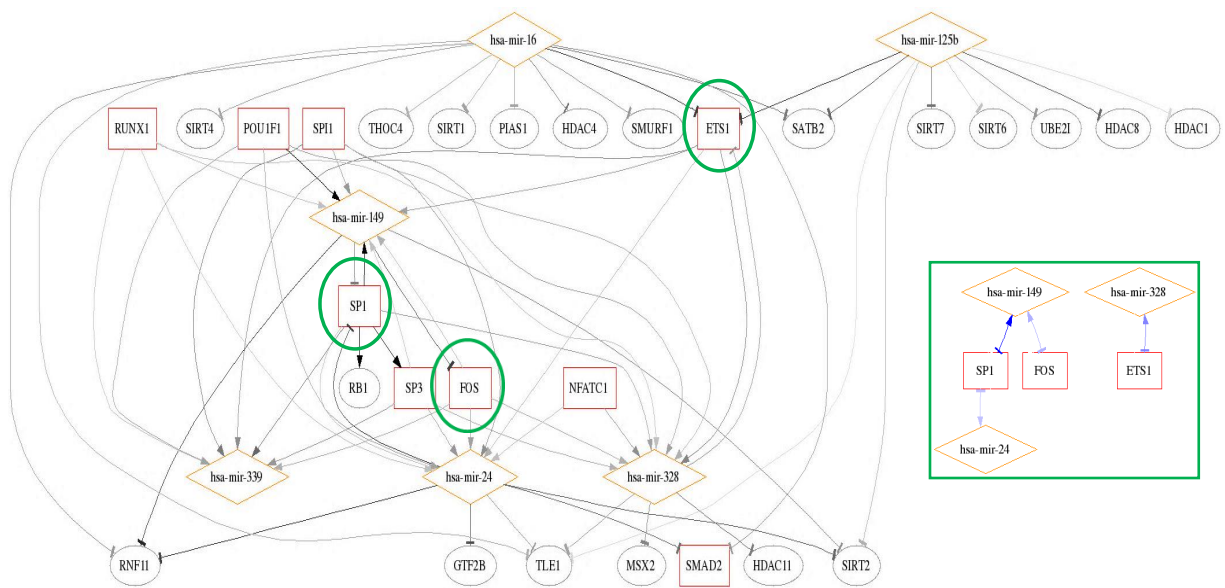 hsa-mir-16
hsa-mir-125b
RUNX1
SIRT4
POU1F1
SPI1
THOC4
SIRT1
PIAS1
HDAC4
SMURF1
ETS1
SATB2
SIRT7
SIRT6
UBE2I
HDAC8
HDAC1
hsa-mir-149
SP1
RB1
SP3
FOS
NFATC1
hsa-mir-339
hsa-mir-24
hsa-mir-328
RNF11
GTF2B
TLE1
MSX2
SMAD2
HDAC11
SIRT2
hsa-mir-149
hsa-mir-328
SP1
FOS
ETS1
hsa-mir-24